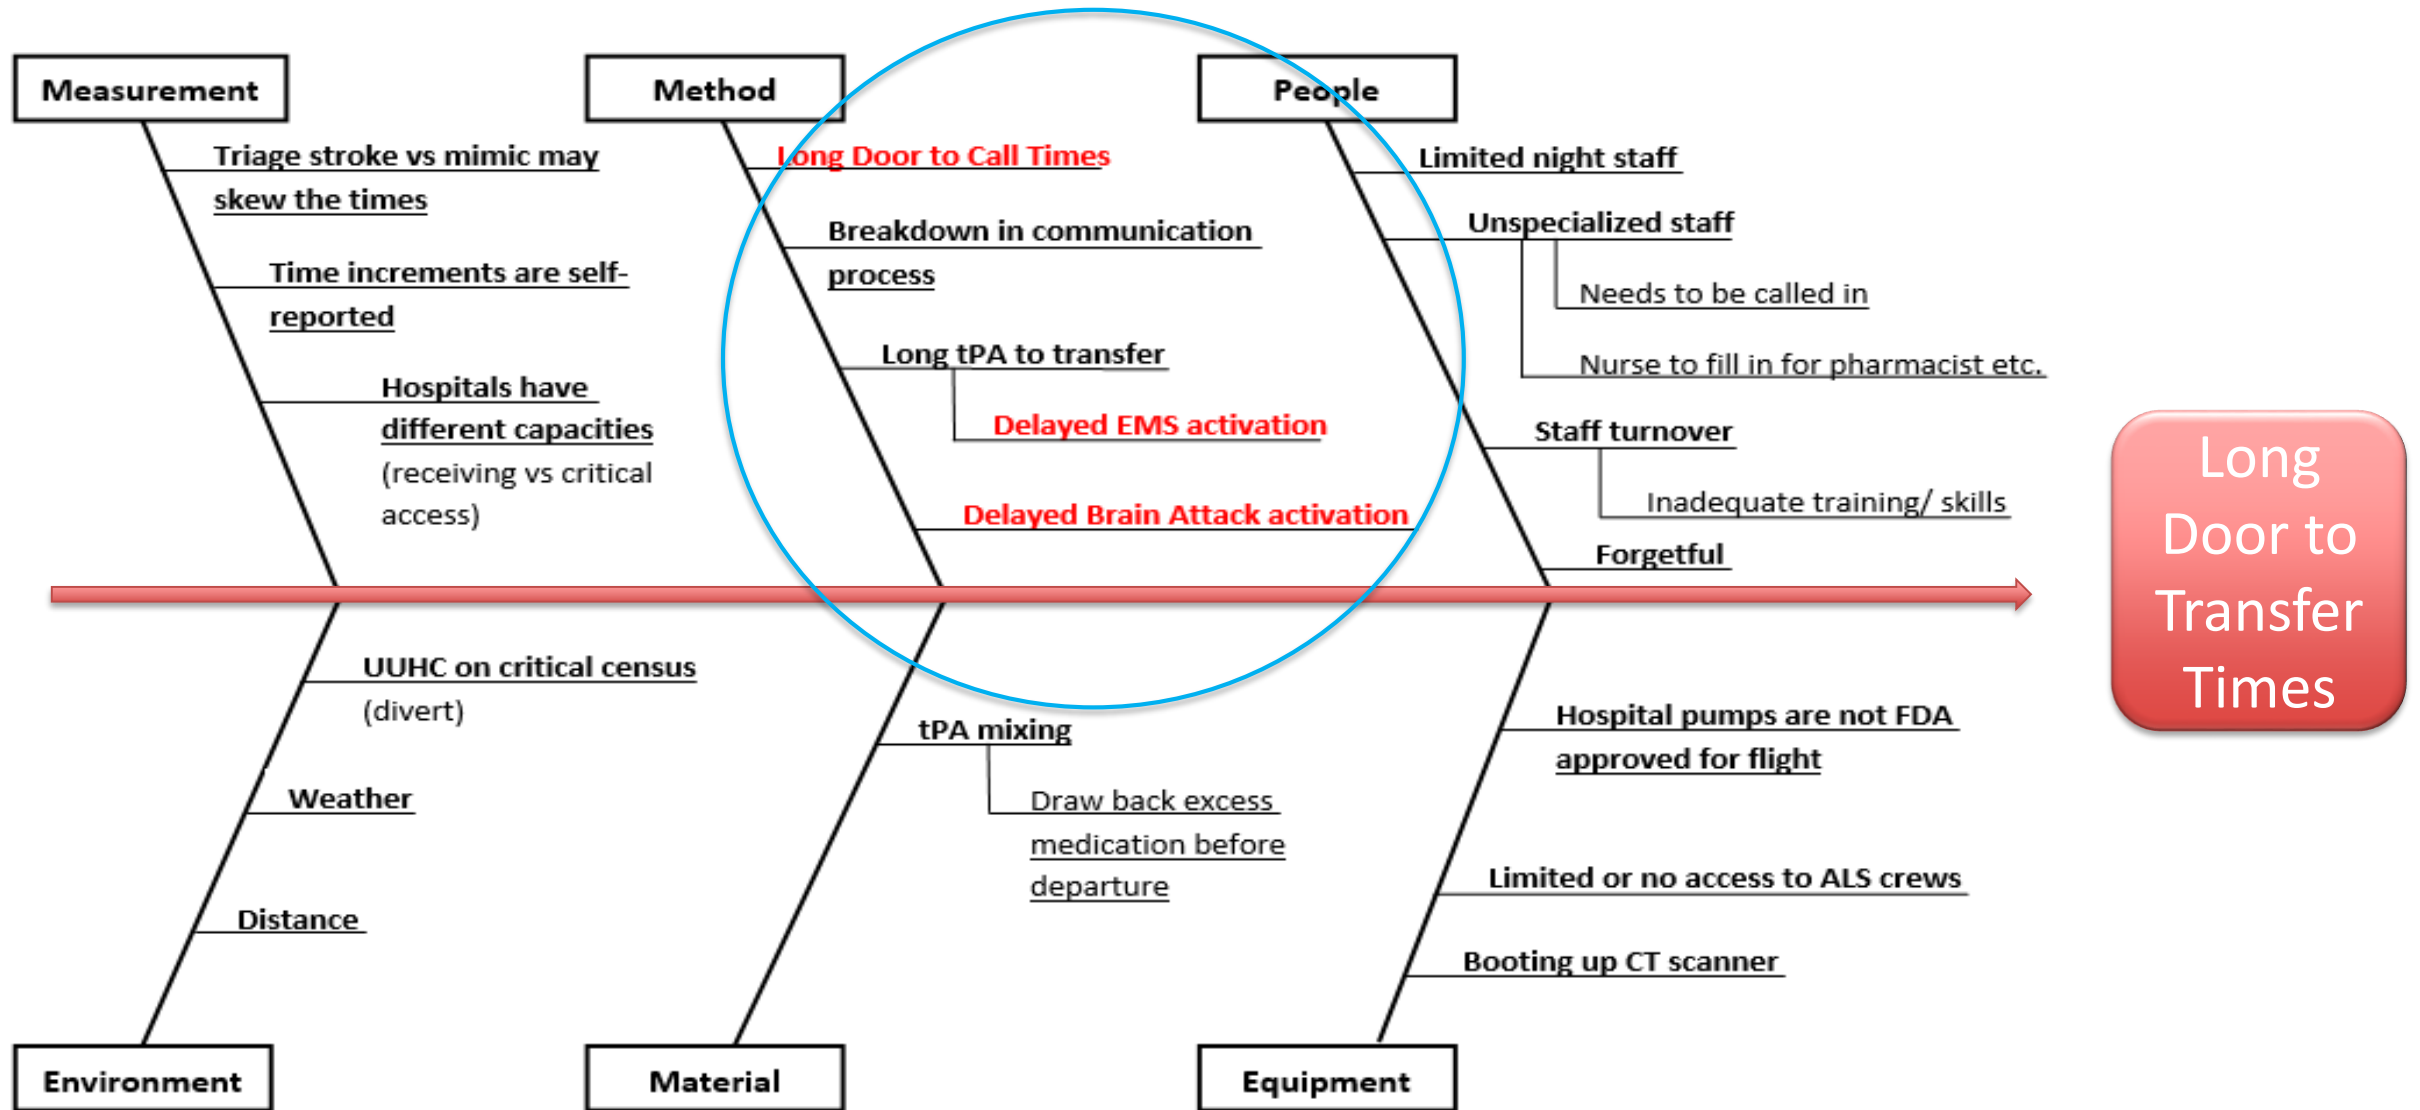 Measurement
Triage stroke vs mimic may
skew the times
Time increments are self-
reported
Hospitals have
different capacities
(receiving vs critical
access)
Method
Long Door to Call Times
Breakdown in communication
process
Long tPA to transfer
Delayed EMS activation
Delayed Brain Attack activation
People
Limited night staff
Unspecialized staff
Needs to be called in
Nurse to fill in for pharmacist etc.
Staff turnover
Inadequate training/ skills
Forgetful
Long
Door to
Transfer
Times
UUHC on critical census
(divert)
Weather
Distance
Environment
tPA mixing
Draw back excess
medication before
departure
Material
Hospital pumps are not FDA
approved for flight
Limited or no access to ALS crews
Booting up CT scanner
Equipment